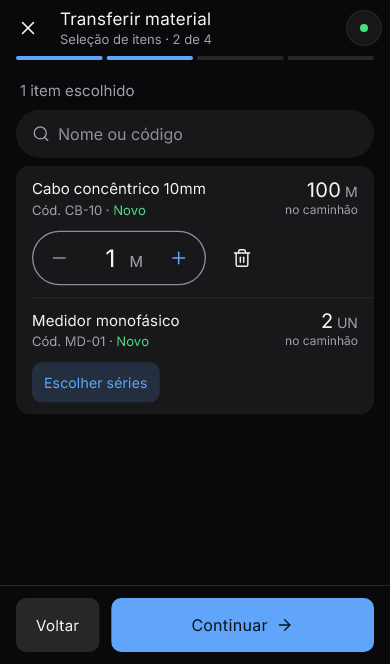 Transferir material
Seleção de itens · 2 de 4
1 item escolhido
Nome ou código
Cabo concêntrico 10mm
100 M
Cód. CB-10 · Novo
no caminhão
1 M
Medidor monofásico
2 UN
Cód. MD-01 · Novo
no caminhão
Escolher séries
Voltar
Continuar →